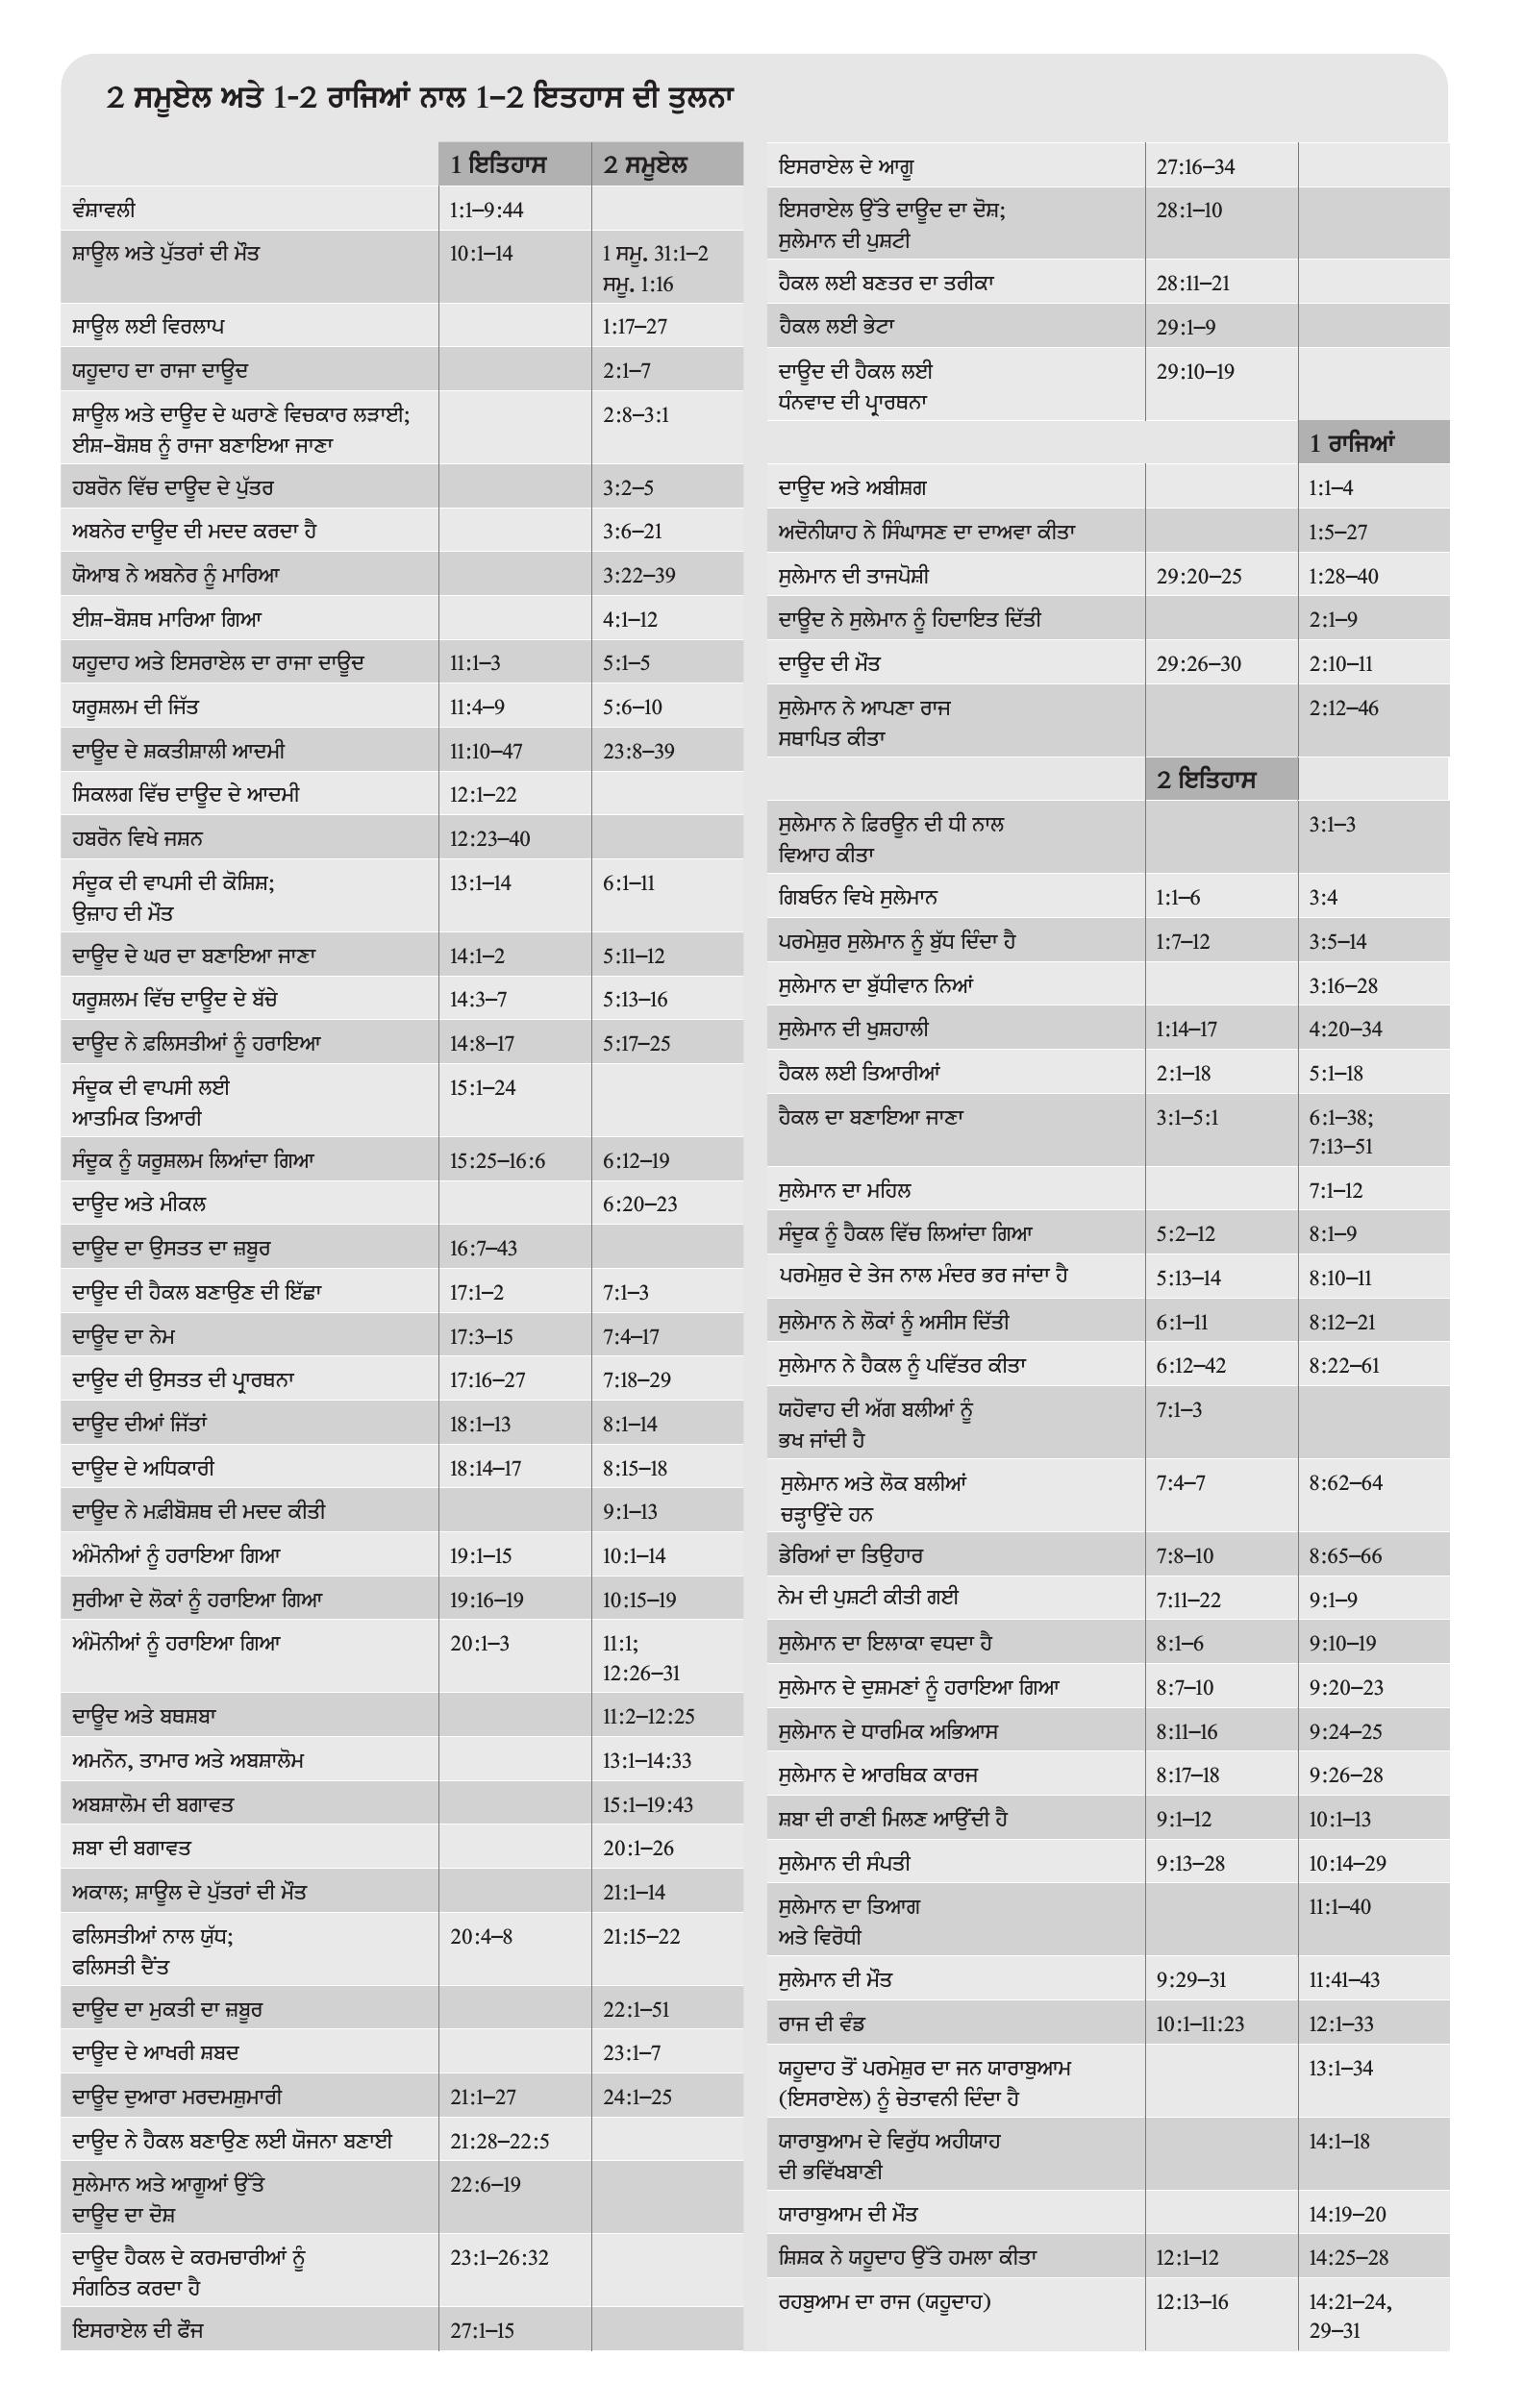 2 ਸਮੂਏਲ ਅਤੇ 1-2 ਰਾਜਿਆਂ ਨਾਲ 1–2 ਇਤਹਾਸ ਦੀ ਤੁਲਨਾ
1 ਇਤਿਹਾਸ 2 ਸਮੂਏਲ
ਵੰਸ਼ਾਵਲੀ 1:1–9:44
ਸ਼ਾਊਲ ਅਤੇ ਪੁੱਤਰਾਂ ਦੀ ਮੌਤ 10:1–14 1 ਸਮੂ. 31:1–2
ਸਮੂ. 1:16
ਸ਼ਾਊਲ ਲਈ ਵਿਰਲਾਪ 1:17–27
ਯਹੂਦਾਹ ਦਾ ਰਾਜਾ ਦਾਊਦ 2:1–7
ਸ਼ਾਊਲ ਅਤੇ ਦਾਊਦ ਦੇ ਘਰਾਣੇ ਵਿਚਕਾਰ ਲੜਾਈ; 2:8–3:1
ਈਸ਼-ਬੋਸ਼ਥ ਨੂੰ ਰਾਜਾ ਬਣਾਇਆ ਜਾਣਾ
ਹਬਰੋਨ ਵਿੱਚ ਦਾਊਦ ਦੇ ਪੁੱਤਰ 3:2–5
ਅਬਨੇਰ ਦਾਊਦ ਦੀ ਮਦਦ ਕਰਦਾ ਹੈ 3:6–21
ਯੋਆਬ ਨੇ ਅਬਨੇਰ ਨੂੰ ਮਾਰਿਆ 3:22–39
ਈਸ਼-ਬੋਸ਼ਥ ਮਾਰਿਆ ਗਿਆ 4:1–12
ਯਹੂਦਾਹ ਅਤੇ ਇਸਰਾਏਲ ਦਾ ਰਾਜਾ ਦਾਊਦ 11:1–3 5:1–5
ਯਰੂਸ਼ਲਮ ਦੀ ਜਿੱਤ 11:4–9 5:6–10
ਦਾਊਦ ਦੇ ਸ਼ਕਤੀਸ਼ਾਲੀ ਆਦਮੀ 11:10–47 23:8–39
ਸਿਕਲਗ ਵਿੱਚ ਦਾਊਦ ਦੇ ਆਦਮੀ 12:1–22
ਹਬਰੋਨ ਵਿਖੇ ਜਸ਼ਨ 12:23–40
ਸੰਦੂਕ ਦੀ ਵਾਪਸੀ ਦੀ ਕੋਸ਼ਿਸ਼; 13:1–14 6:1–11
ਉਜ਼ਾਹ ਦੀ ਮੌਤ
ਦਾਊਦ ਦੇ ਘਰ ਦਾ ਬਣਾਇਆ ਜਾਣਾ 14:1–2 5:11–12
ਯਰੂਸ਼ਲਮ ਵਿੱਚ ਦਾਊਦ ਦੇ ਬੱਚੇ 14:3–7 5:13–16
ਦਾਊਦ ਨੇ ਫ਼ਲਿਸਤੀਆਂ ਨੂੰ ਹਰਾਇਆ 14:8–17 5:17–25
ਸੰਦੂਕ ਦੀ ਵਾਪਸੀ ਲਈ 15:1–24
ਆਤਮਿਕ ਤਿਆਰੀ
ਸੰਦੂਕ ਨੂੰ ਯਰੂਸ਼ਲਮ ਲਿਆਂਦਾ ਗਿਆ 15:25–16:6 6:12–19
ਦਾਊਦ ਅਤੇ ਮੀਕਲ 6:20–23
ਦਾਊਦ ਦਾ ਉਸਤਤ ਦਾ ਜ਼ਬੂਰ 16:7–43
ਦਾਊਦ ਦੀ ਹੈਕਲ ਬਣਾਉਣ ਦੀ ਇੱਛਾ 17:1–2 7:1–3
ਦਾਊਦ ਦਾ ਨੇਮ 17:3–15 7:4–17
ਦਾਊਦ ਦੀ ਉਸਤਤ ਦੀ ਪ੍ਰਾਰਥਨਾ 17:16–27 7:18–29
ਦਾਊਦ ਦੀਆਂ ਜਿੱਤਾਂ 18:1–13 8:1–14
ਦਾਊਦ ਦੇ ਅਧਿਕਾਰੀ 18:14–17 8:15–18
ਦਾਊਦ ਨੇ ਮਫ਼ੀਬੋਸ਼ਥ ਦੀ ਮਦਦ ਕੀਤੀ 9:1–13
ਅੰਮੋਨੀਆਂ ਨੂੰ ਹਰਾਇਆ ਗਿਆ 19:1–15 10:1–14
ਸੁਰੀਆ ਦੇ ਲੋਕਾਂ ਨੂੰ ਹਰਾਇਆ ਗਿਆ 19:16–19 10:15–19
ਅੰਮੋਨੀਆਂ ਨੂੰ ਹਰਾਇਆ ਗਿਆ 20:1–3 11:1;
12:26–31
ਦਾਊਦ ਅਤੇ ਬਥਸ਼ਬਾ 11:2–12:25
ਅਮਨੋਨ, ਤਾਮਾਰ ਅਤੇ ਅਬਸ਼ਾਲੋਮ 13:1–14:33
ਅਬਸ਼ਾਲੋਮ ਦੀ ਬਗਾਵਤ 15:1–19:43
ਸ਼ਬਾ ਦੀ ਬਗਾਵਤ 20:1–26
ਅਕਾਲ; ਸ਼ਾਊਲ ਦੇ ਪੁੱਤਰਾਂ ਦੀ ਮੌਤ 21:1–14
ਫਲਿਸਤੀਆਂ ਨਾਲ ਯੁੱਧ; 20:4–8 21:15–22
ਫਲਿਸਤੀ ਦੈਂਤ
ਦਾਊਦ ਦਾ ਮੁਕਤੀ ਦਾ ਜ਼ਬੂਰ 22:1–51
ਦਾਊਦ ਦੇ ਆਖਰੀ ਸ਼ਬਦ 23:1–7
ਦਾਊਦ ਦੁਆਰਾ ਮਰਦਮਸ਼ੁਮਾਰੀ 21:1–27 24:1–25
ਦਾਊਦ ਨੇ ਹੈਕਲ ਬਣਾਉਣ ਲਈ ਯੋਜਨਾ ਬਣਾਈ 21:28–22:5
ਸੁਲੇਮਾਨ ਅਤੇ ਆਗੂਆਂ ਉੱਤੇ 22:6–19
ਦਾਊਦ ਦਾ ਦੋਸ਼
ਦਾਊਦ ਹੈਕਲ ਦੇ ਕਰਮਚਾਰੀਆਂ ਨੂੰ 23:1–26:32
ਸੰਗਠਿਤ ਕਰਦਾ ਹੈ
ਇਸਰਾਏਲ ਦੀ ਫੌਜ 27:1–15
ਇਸਰਾਏਲ ਦੇ ਆਗੂ 27:16–34
ਇਸਰਾਏਲ ਉੱਤੇ ਦਾਊਦ ਦਾ ਦੋਸ਼; 28:1–10
ਸੁਲੇਮਾਨ ਦੀ ਪੁਸ਼ਟੀ
ਹੈਕਲ ਲਈ ਬਣਤਰ ਦਾ ਤਰੀਕਾ 28:11–21
ਹੈਕਲ ਲਈ ਭੇਟਾ 29:1–9
ਦਾਊਦ ਦੀ ਹੈਕਲ ਲਈ 29:10–19
ਧੰਨਵਾਦ ਦੀ ਪ੍ਰਾਰਥਨਾ
1 ਰਾਜਿਆਂ
ਦਾਊਦ ਅਤੇ ਅਬੀਸ਼ਗ 1:1–4
ਅਦੋਨੀਯਾਹ ਨੇ ਸਿੰਘਾਸਣ ਦਾ ਦਾਅਵਾ ਕੀਤਾ 1:5–27
ਸੁਲੇਮਾਨ ਦੀ ਤਾਜਪੋਸ਼ੀ 29:20–25 1:28–40
ਦਾਊਦ ਨੇ ਸੁਲੇਮਾਨ ਨੂੰ ਹਿਦਾਇਤ ਦਿੱਤੀ 2:1–9
ਦਾਊਦ ਦੀ ਮੌਤ 29:26–30 2:10–11
ਸੁਲੇਮਾਨ ਨੇ ਆਪਣਾ ਰਾਜ 2:12–46
ਸਥਾਪਿਤ ਕੀਤਾ
2 ਇਤਿਹਾਸ
ਸੁਲੇਮਾਨ ਨੇ ਫ਼ਿਰਊਨ ਦੀ ਧੀ ਨਾਲ 3:1–3
ਵਿਆਹ ਕੀਤਾ
ਗਿਬਓਨ ਵਿਖੇ ਸੁਲੇਮਾਨ 1:1–6 3:4
ਪਰਮੇਸ਼ੁਰ ਸੁਲੇਮਾਨ ਨੂੰ ਬੁੱਧ ਦਿੰਦਾ ਹੈ 1:7–12 3:5–14
ਸੁਲੇਮਾਨ ਦਾ ਬੁੱਧੀਵਾਨ ਨਿਆਂ 3:16–28
ਸੁਲੇਮਾਨ ਦੀ ਖੁਸ਼ਹਾਲੀ 1:14–17 4:20–34
ਹੈਕਲ ਲਈ ਤਿਆਰੀਆਂ 2:1–18 5:1–18
ਹੈਕਲ ਦਾ ਬਣਾਇਆ ਜਾਣਾ 3:1–5:1 6:1–38;
7:13–51
ਸੁਲੇਮਾਨ ਦਾ ਮਹਿਲ 7:1–12
ਸੰਦੂਕ ਨੂੰ ਹੈਕਲ ਵਿੱਚ ਲਿਆਂਦਾ ਗਿਆ 5:2–12 8:1–9
ਪਰਮੇਸ਼ੁਰ ਦੇ ਤੇਜ ਨਾਲ ਮੰਦਰ ਭਰ ਜਾਂਦਾ ਹੈ 5:13–14 8:10–11
ਸੁਲੇਮਾਨ ਨੇ ਲੋਕਾਂ ਨੂੰ ਅਸੀਸ ਦਿੱਤੀ 6:1–11 8:12–21
ਸੁਲੇਮਾਨ ਨੇ ਹੈਕਲ ਨੂੰ ਪਵਿੱਤਰ ਕੀਤਾ 6:12–42 8:22–61
ਯਹੋਵਾਹ ਦੀ ਅੱਗ ਬਲੀਆਂ ਨੂੰ 7:1–3
ਭਖ ਜਾਂਦੀ ਹੈ
ਸੁਲੇਮਾਨ ਅਤੇ ਲੋਕ ਬਲੀਆਂ 7:4–7 8:62–64
ਚੜ੍ਹਾਉਂਦੇ ਹਨ
ਡੇਰਿਆਂ ਦਾ ਤਿਉਹਾਰ 7:8–10 8:65–66
ਨੇਮ ਦੀ ਪੁਸ਼ਟੀ ਕੀਤੀ ਗਈ 7:11–22 9:1–9
ਸੁਲੇਮਾਨ ਦਾ ਇਲਾਕਾ ਵਧਦਾ ਹੈ 8:1–6 9:10–19
ਸੁਲੇਮਾਨ ਦੇ ਦੁਸ਼ਮਣਾਂ ਨੂੰ ਹਰਾਇਆ ਗਿਆ 8:7–10 9:20–23
ਸੁਲੇਮਾਨ ਦੇ ਧਾਰਮਿਕ ਅਭਿਆਸ 8:11–16 9:24–25
ਸੁਲੇਮਾਨ ਦੇ ਆਰਥਿਕ ਕਾਰਜ 8:17–18 9:26–28
ਸ਼ਬਾ ਦੀ ਰਾਣੀ ਮਿਲਣ ਆਉਂਦੀ ਹੈ 9:1–12 10:1–13
ਸੁਲੇਮਾਨ ਦੀ ਸੰਪਤੀ 9:13–28 10:14–29
ਸੁਲੇਮਾਨ ਦਾ ਤਿਆਗ 11:1–40
ਅਤੇ ਵਿਰੋਧੀ
ਸੁਲੇਮਾਨ ਦੀ ਮੌਤ 9:29–31 11:41–43
ਰਾਜ ਦੀ ਵੰਡ 10:1–11:23 12:1–33
ਯਹੂਦਾਹ ਤੋਂ ਪਰਮੇਸ਼ੁਰ ਦਾ ਜਨ ਯਾਰਾਬੁਆਮ 13:1–34
(ਇਸਰਾਏਲ) ਨੂੰ ਚੇਤਾਵਨੀ ਦਿੰਦਾ ਹੈ
ਯਾਰਾਬੁਆਮ ਦੇ ਵਿਰੁੱਧ ਅਹੀਯਾਹ 14:1–18
ਦੀ ਭਵਿੱਖਬਾਣੀ
ਯਾਰਾਬੁਆਮ ਦੀ ਮੌਤ 14:19–20
ਸ਼ਿਸ਼ਕ ਨੇ ਯਹੂਦਾਹ ਉੱਤੇ ਹਮਲਾ ਕੀਤਾ 12:1–12 14:25–28
ਰਹਬੁਆਮ ਦਾ ਰਾਜ (ਯਹੂਦਾਹ) 12:13–16 14:21–24,
29–31